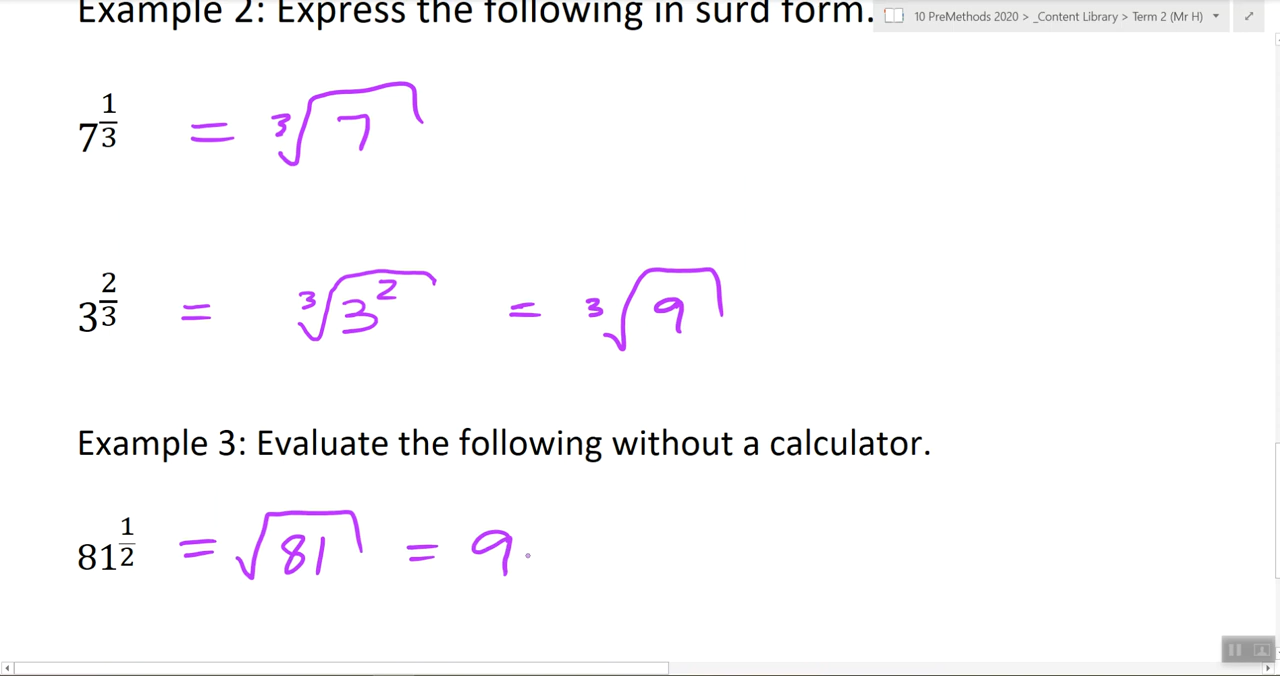 Example 2: Express the following in surd form.
10 PreMethods 2020 > _Content Library > Term 2 (Mr H)
7^{1/3} = ∛7
3^{2/3} = ∛3² = ∛9
Example 3: Evaluate the following without a calculator.
81^{1/2} = √81 = 9